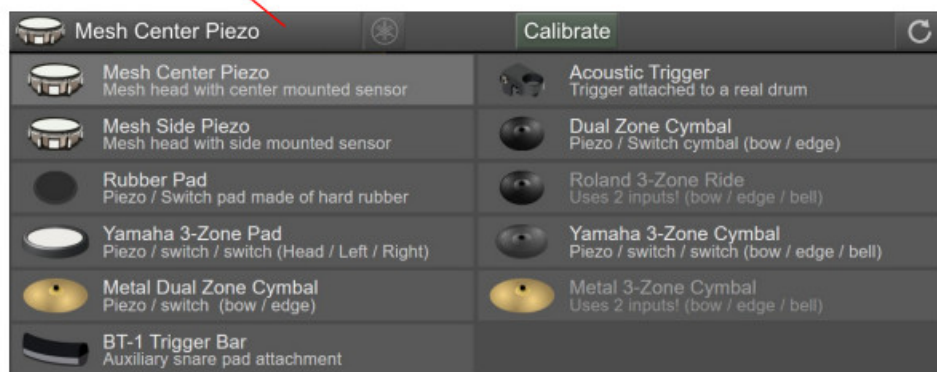 Mesh Center Piezo
Calibrate
Mesh Center Piezo
Mesh head with center mounted sensor
Acoustic Trigger
Trigger attached to a real drum
Mesh Side Piezo
Mesh head with side mounted sensor
Dual Zone Cymbal
Piezo / Switch cymbal (bow / edge)
Rubber Pad
Piezo / Switch pad made of hard rubber
Roland 3-Zone Ride
Uses 2 inputs! (bow / edge / bell)
Yamaha 3-Zone Pad
Piezo / switch / switch (Head / Left / Right)
Yamaha 3-Zone Cymbal
Piezo / switch / switch (bow / edge / bell)
Metal Dual Zone Cymbal
Piezo / switch (bow / edge)
Metal 3-Zone Cymbal
Uses 2 inputs! (bow / edge / bell)
BT-1 Trigger Bar
Auxiliary snare pad attachment